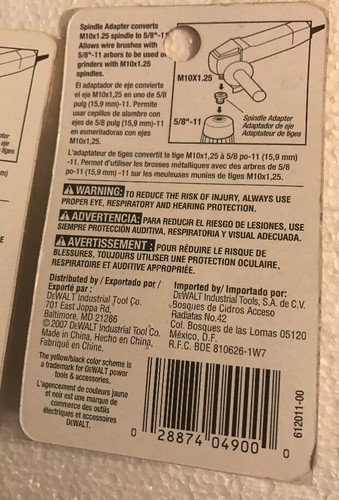 Spindle Adapter converts
M10x1.25 spindle to 5/8"-11
Allows wire brushes with
5/8"-11 arbors to be used on
grinders with M10x1.25
spindles.
El adaptador de eje convierte
el eje M10x1,25 en uno de 5/8
pulg (15,9 mm)-11. Permite
usar cepillos de alambre con
ejes de 5/8 pulg (15,9 mm)-11
en esmeriladoras con ejes
M10x1,25.
M10X1.25
5/8"-11
Spindle Adapter
Adaptador de eje
Adaptateur de tiges
L'adaptateur de tiges convertit la tige M10x1,25 à 5/8 po-11 (15,9 mm)
-11. Permet d'utiliser les brosses métalliques avec des arbres de 5/8
po-11 (15,9 mm) -11 sur les meuleuses munies de tiges M10x1,25.
WARNING: TO REDUCE THE RISK OF INJURY, ALWAYS USE
PROPER EYE, RESPIRATORY AND HEARING PROTECTION.
ADVERTENCIA: PARA REDUCIR EL RIESGO DE LESIONES, USE
SIEMPRE PROTECCIÓN AUDITIVA, RESPIRATORIA Y VISUAL ADECUADA.
AVERTISSEMENT : POUR RÉDUIRE LE RISQUE DE
BLESSURES, TOUJOURS UTILISER UNE PROTECTION OCULAIRE,
RESPIRATOIRE ET AUDITIVE APPROPRIÉE.
Distributed by / Exportado por /
Exporté par :
DEWALT Industrial Tool Co.
701 East Joppa Rd,
Baltimore, MD 21286
© 2007 DEWALT Industrial Tool Co.
Made in China, Hecho en China,
Fabriqué en Chine.
Imported by/ Importado por:
DEWALT Industrial Tools, S.A. de C.V.
Bosques de Cidros Acceso
Radiatas No.42
Col. Bosques de las Lomas 05120
México, D.F.
R.F.C. BDE 810626-1W7
The yellow/black color scheme is
a trademark for DEWALT power
tools & accessories.
L'agencement de couleurs jaune
et noir est une marque de
commerce des outils
électriques et accessoires
DEWALT.
0 28874 04900 0
612011-00